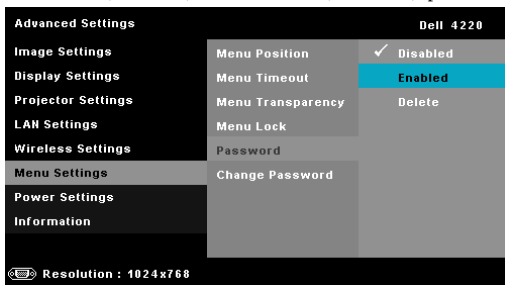 Advanced Settings
Dell 4220
Image Settings
Display Settings
Projector Settings
LAN Settings
Wireless Settings
Menu Settings
Power Settings
Information
Menu Position
Menu Timeout
Menu Transparency
Menu Lock
Password
Change Password
Disabled
Enabled
Delete
Resolution : 1024x768